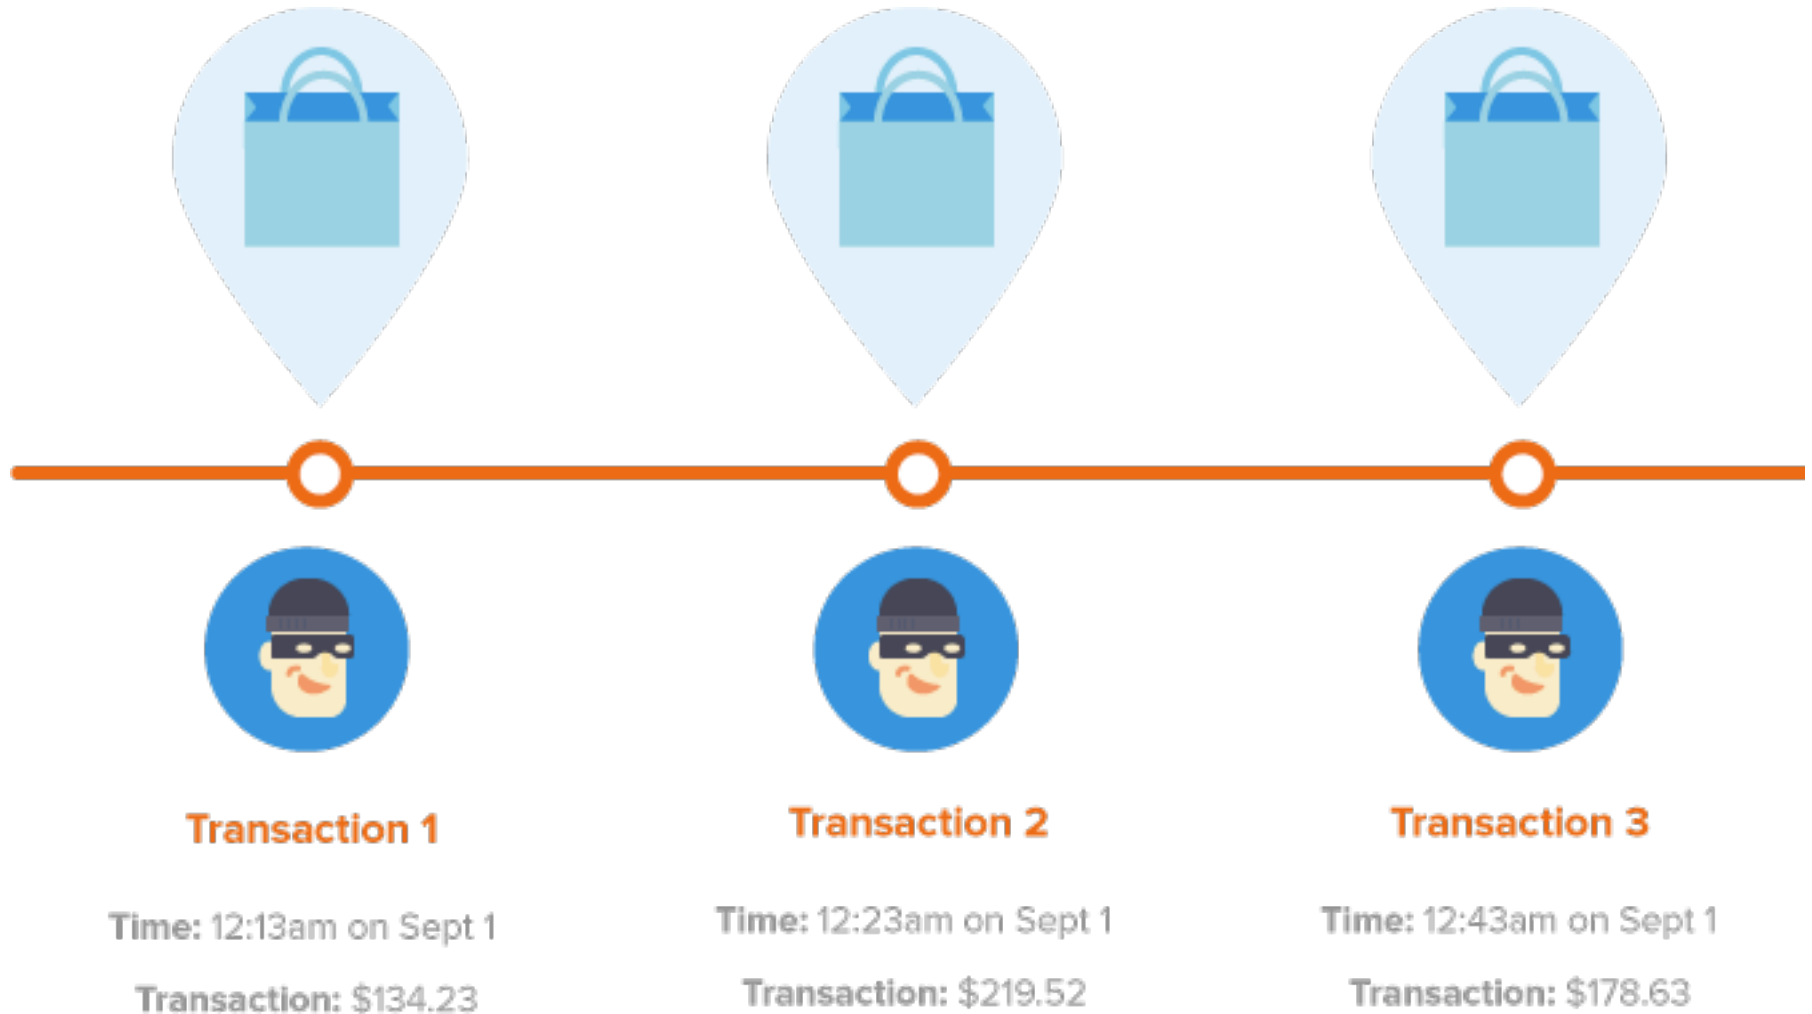 Transaction 1
Time: 12:13am on Sept 1
Transaction: $134.23
Transaction 2
Time: 12:23am on Sept 1
Transaction: $219.52
Transaction 3
Time: 12:43am on Sept 1
Transaction: $178.63